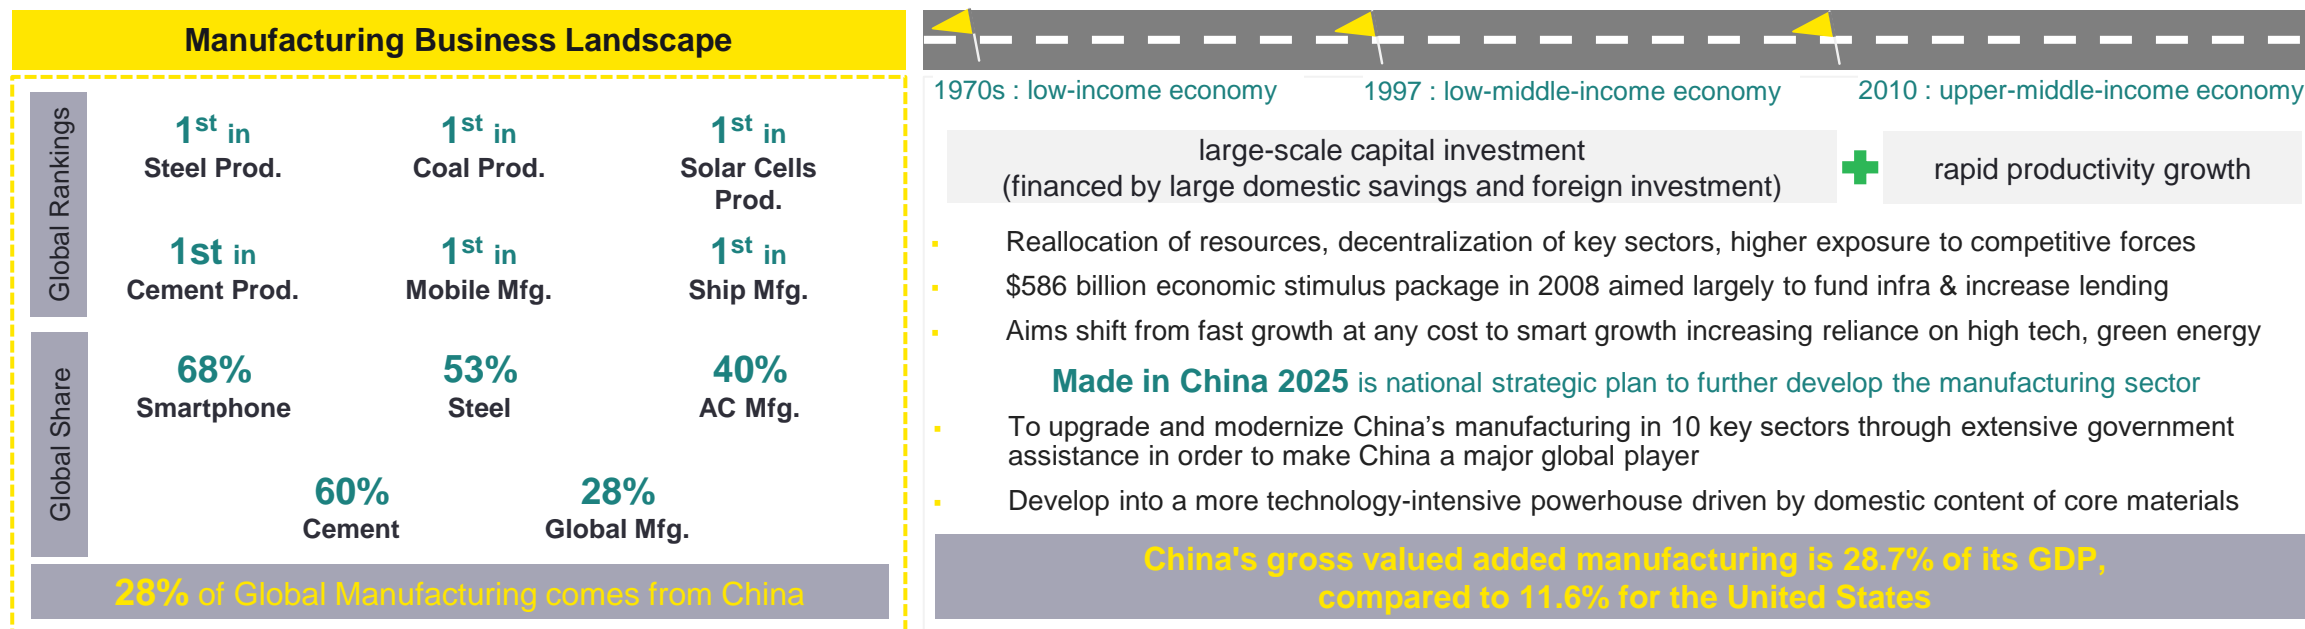 Manufacturing Business Landscape
Global Rankings
1st in
Steel Prod.
1st in
Coal Prod.
1st in
Solar Cells
Prod.
1st in
Cement Prod.
1st in
Mobile Mfg.
1st in
Ship Mfg.
Global Share
68%
Smartphone
53%
Steel
40%
AC Mfg.
60%
Cement
28%
Global Mfg.
28% of Global Manufacturing comes from China
1970s : low-income economy
1997 : low-middle-income economy
2010 : upper-middle-income economy
large-scale capital investment
(financed by large domestic savings and foreign investment)
rapid productivity growth
Reallocation of resources, decentralization of key sectors, higher exposure to competitive forces
$586 billion economic stimulus package in 2008 aimed largely to fund infra & increase lending
Aims shift from fast growth at any cost to smart growth increasing reliance on high tech, green energy
Made in China 2025 is national strategic plan to further develop the manufacturing sector
To upgrade and modernize China’s manufacturing in 10 key sectors through extensive government
assistance in order to make China a major global player
Develop into a more technology-intensive powerhouse driven by domestic content of core materials
China's gross valued added manufacturing is 28.7% of its GDP,
compared to 11.6% for the United States